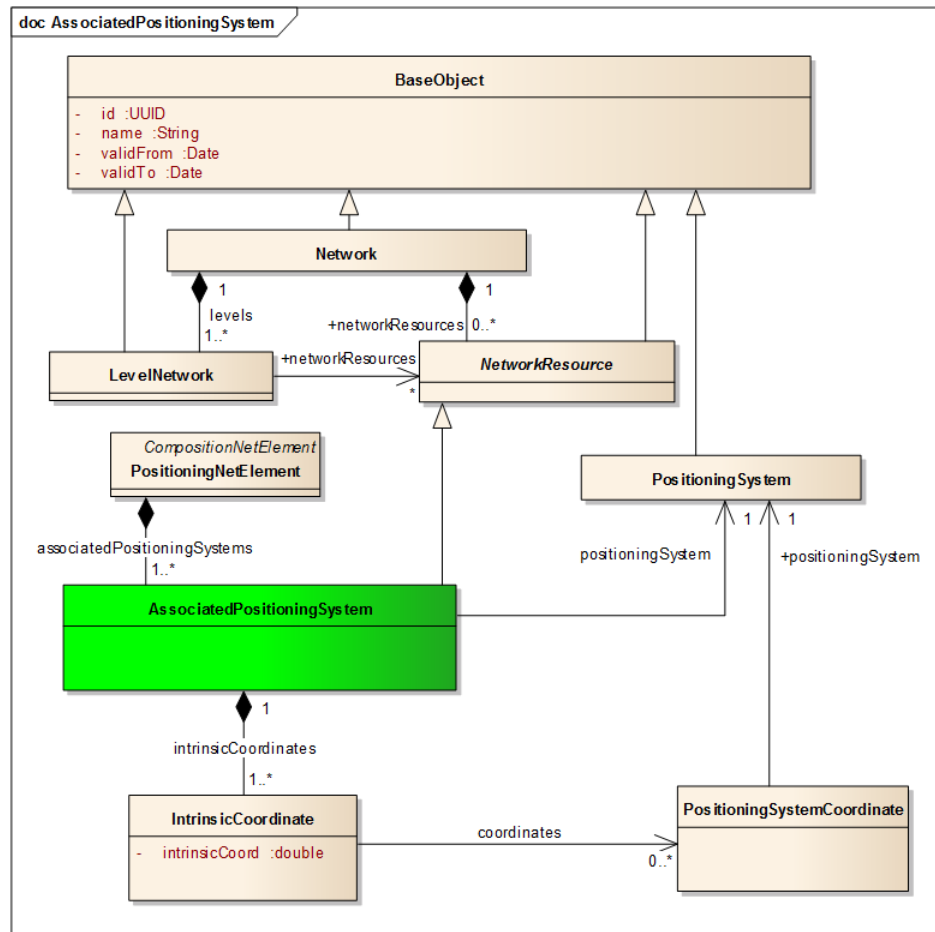 doc AssociatedPositioningSystem
BaseObject
- id :UUID
- name :String
- validFrom :Date
- validTo :Date
Network
1
1
levels
+networkResources
1..*
0..*
+networkResources
*
LevelNetwork
NetworkResource
CompositionNetElement
PositioningNetElement
PositioningSystem
associatedPositioningSystems
1..*
1
1
positioningSystem
+positioningSystem
AssociatedPositioningSystem
1
intrinsicCoordinates
1..*
IntrinsicCoordinate
- intrinsicCoord :double
coordinates
0..*
PositioningSystemCoordinate